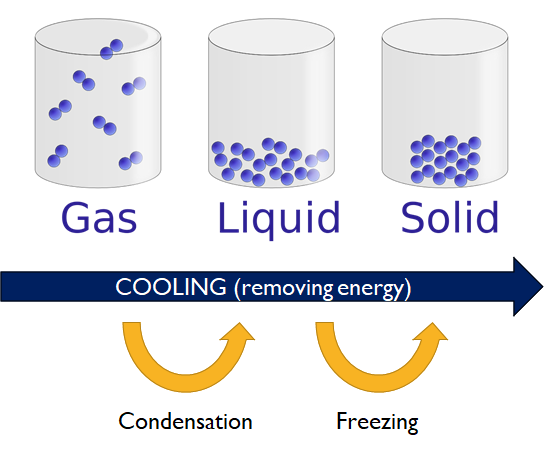 Gas Liquid Solid
COOLING (removing energy)
Condensation Freezing